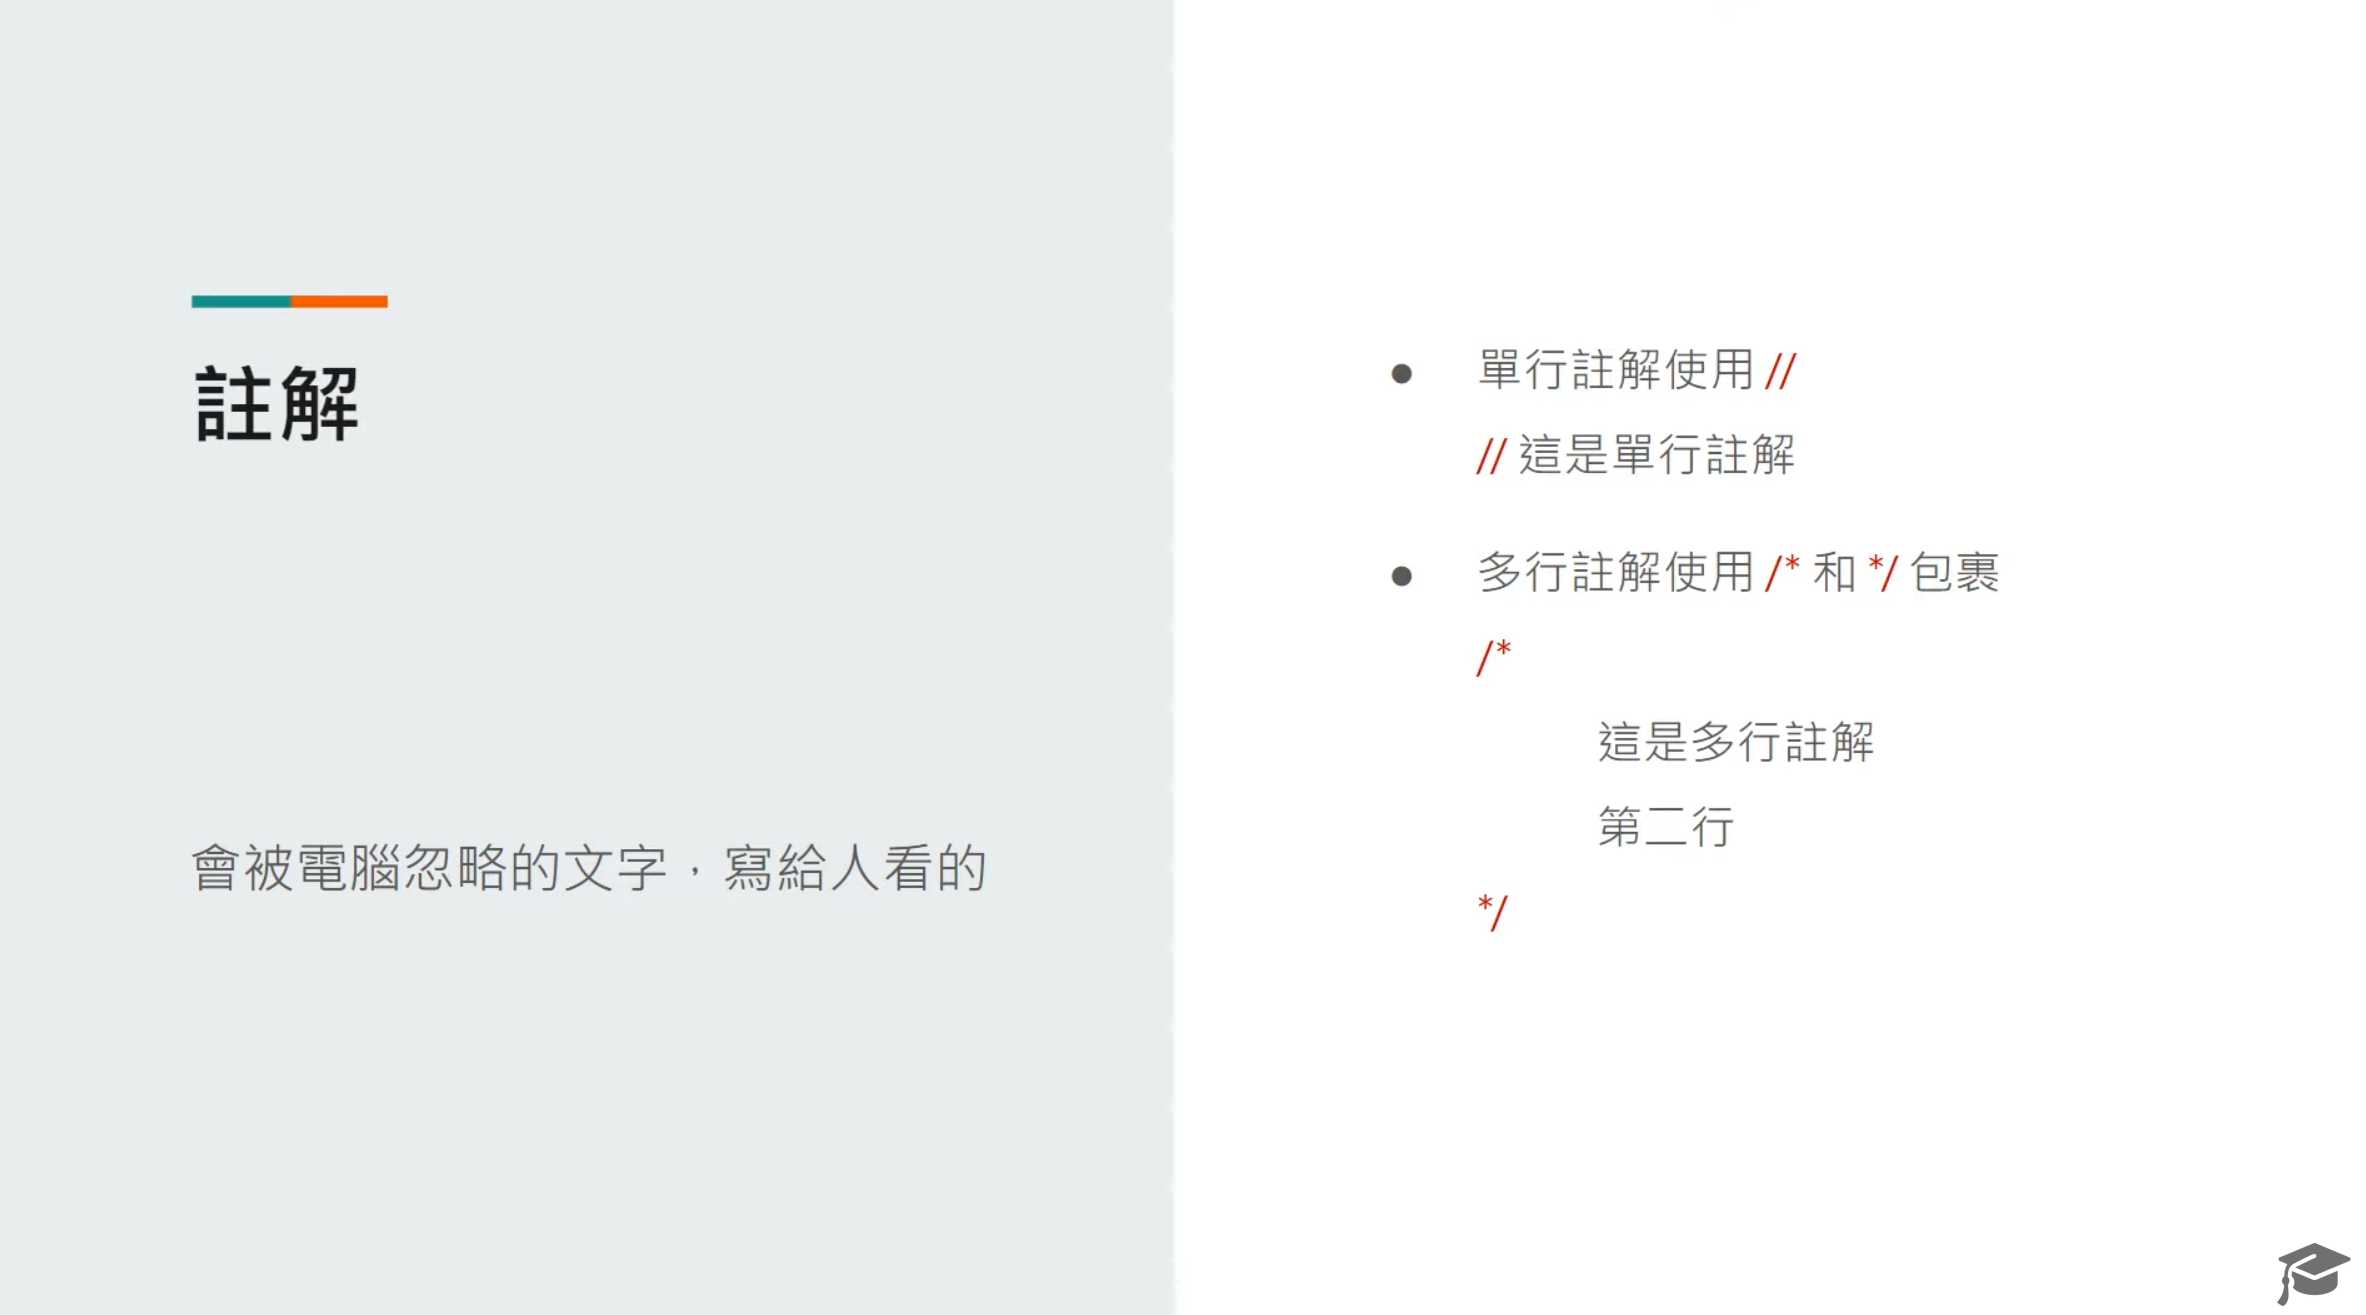 註解
會被電腦忽略的文字，寫給人看的
● 單行註解使用 //
// 這是單行註解
● 多行註解使用 /* 和 */ 包裹
/*
這是多行註解
第二行
*/